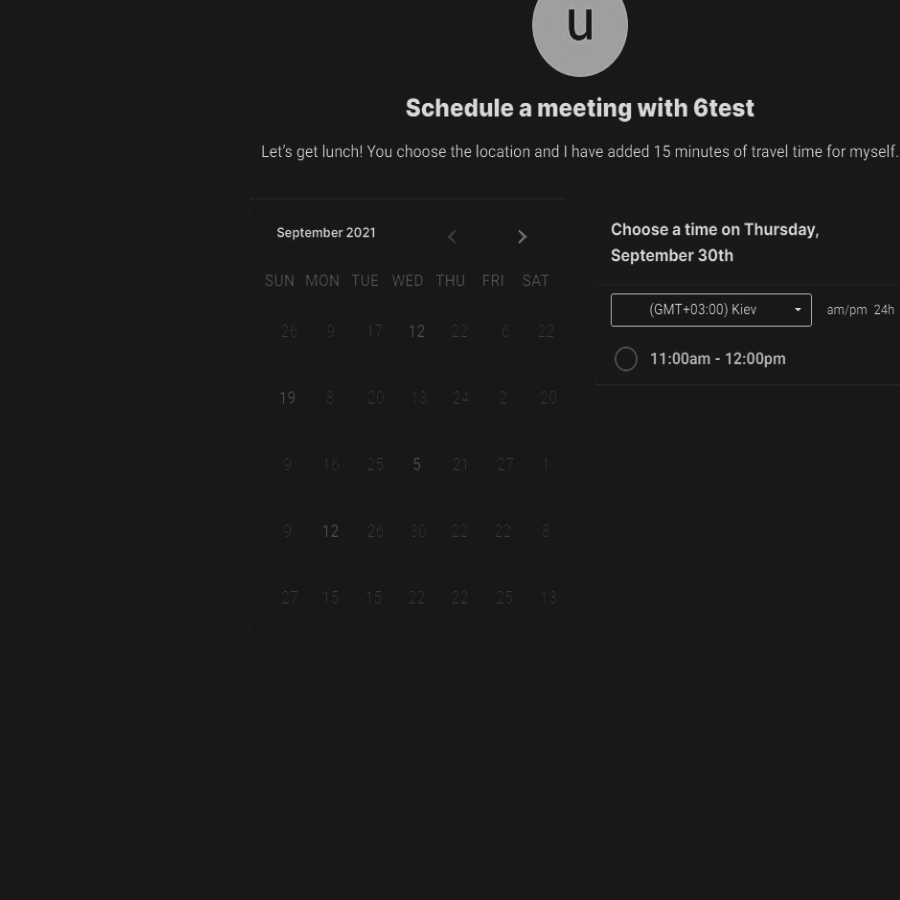 u
Schedule a meeting with 6test
Let's get lunch! You choose the location and I have added 15 minutes of travel time for myself.
September 2021
SUN MON TUE WED THU FRI SAT
26 9 17 12 22 6 22
19 8 20 13 24 2 20
9 16 25 5 21 27 1
9 12 26 30 22 22 8
27 15 15 22 22 25 13
Choose a time on Thursday,
September 30th
(GMT+03:00) Kiev am/pm 24h
11:00am - 12:00pm